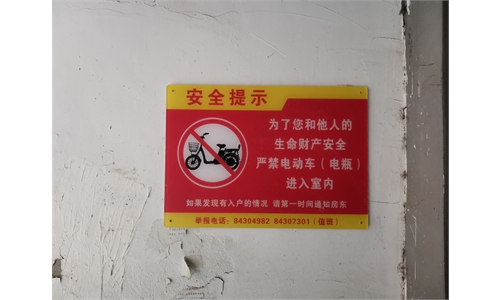 安全提示
为了您和他人的
生命财产安全
严禁电动车（电瓶）
进入室内
如果发现有入户的情况 请第一时间通知房东
举报电话：84304982 84307301（值班）